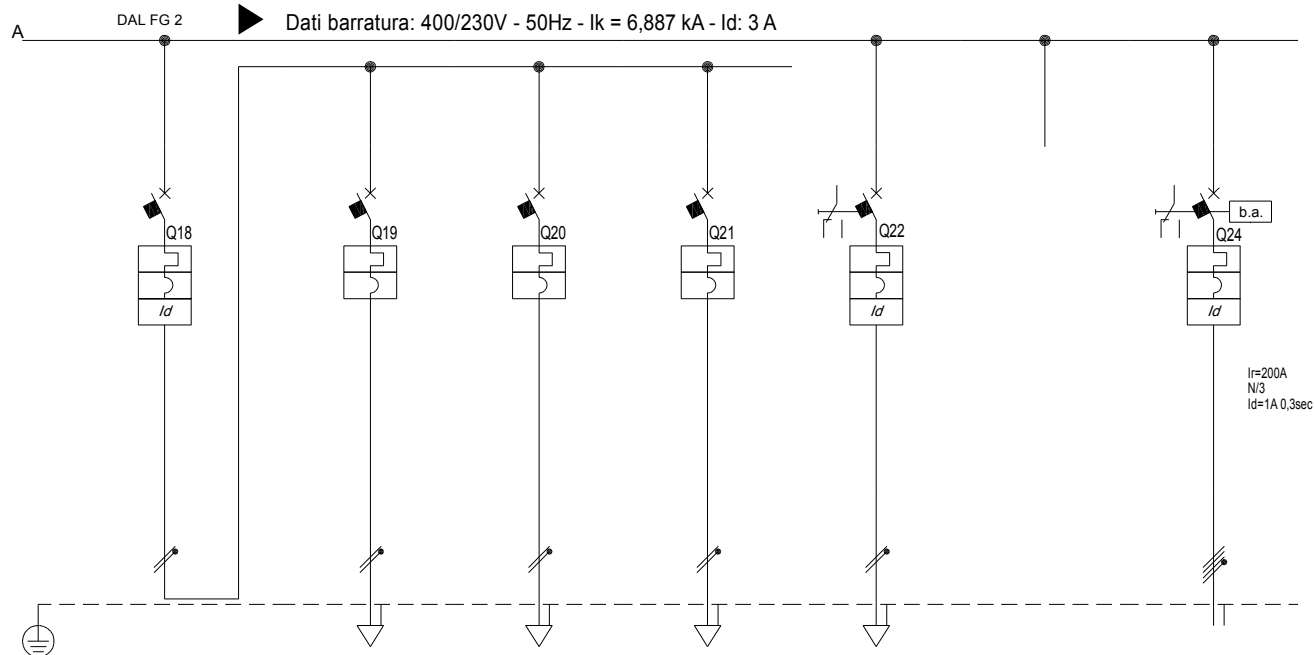 DAL FG 2
Dati barratura: 400/230V - 50Hz - Ik = 6,887 kA - Id: 3 A
A
b.a.
Q18
Q19
Q20
Q21
Q22
Q24
Id
Id
Id
Ir=200A
N/3
Id=1A 0,3sec